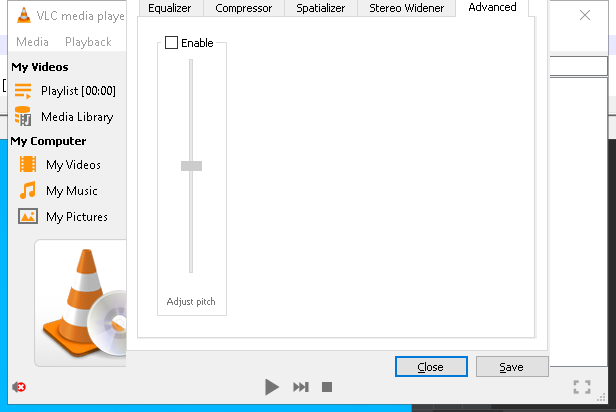 VLC media playe
Media Playback
Equalizer Compressor Spatializer Stereo Widener Advanced
Enable
Adjust pitch
My Videos
Playlist [00:00]
Media Library
My Computer
My Videos
My Music
My Pictures
Close Save